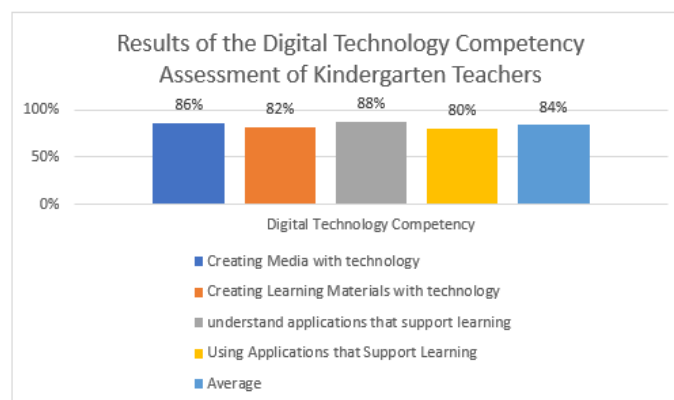 Results of the Digital Technology Competency
Assessment of Kindergarten Teachers
100%
50%
0%
86%
82%
88%
80%
84%
Digital Technology Competency
Creating Media with technology
Creating Learning Materials with technology
understand applications that support learning
Using Applications that Support Learning
Average